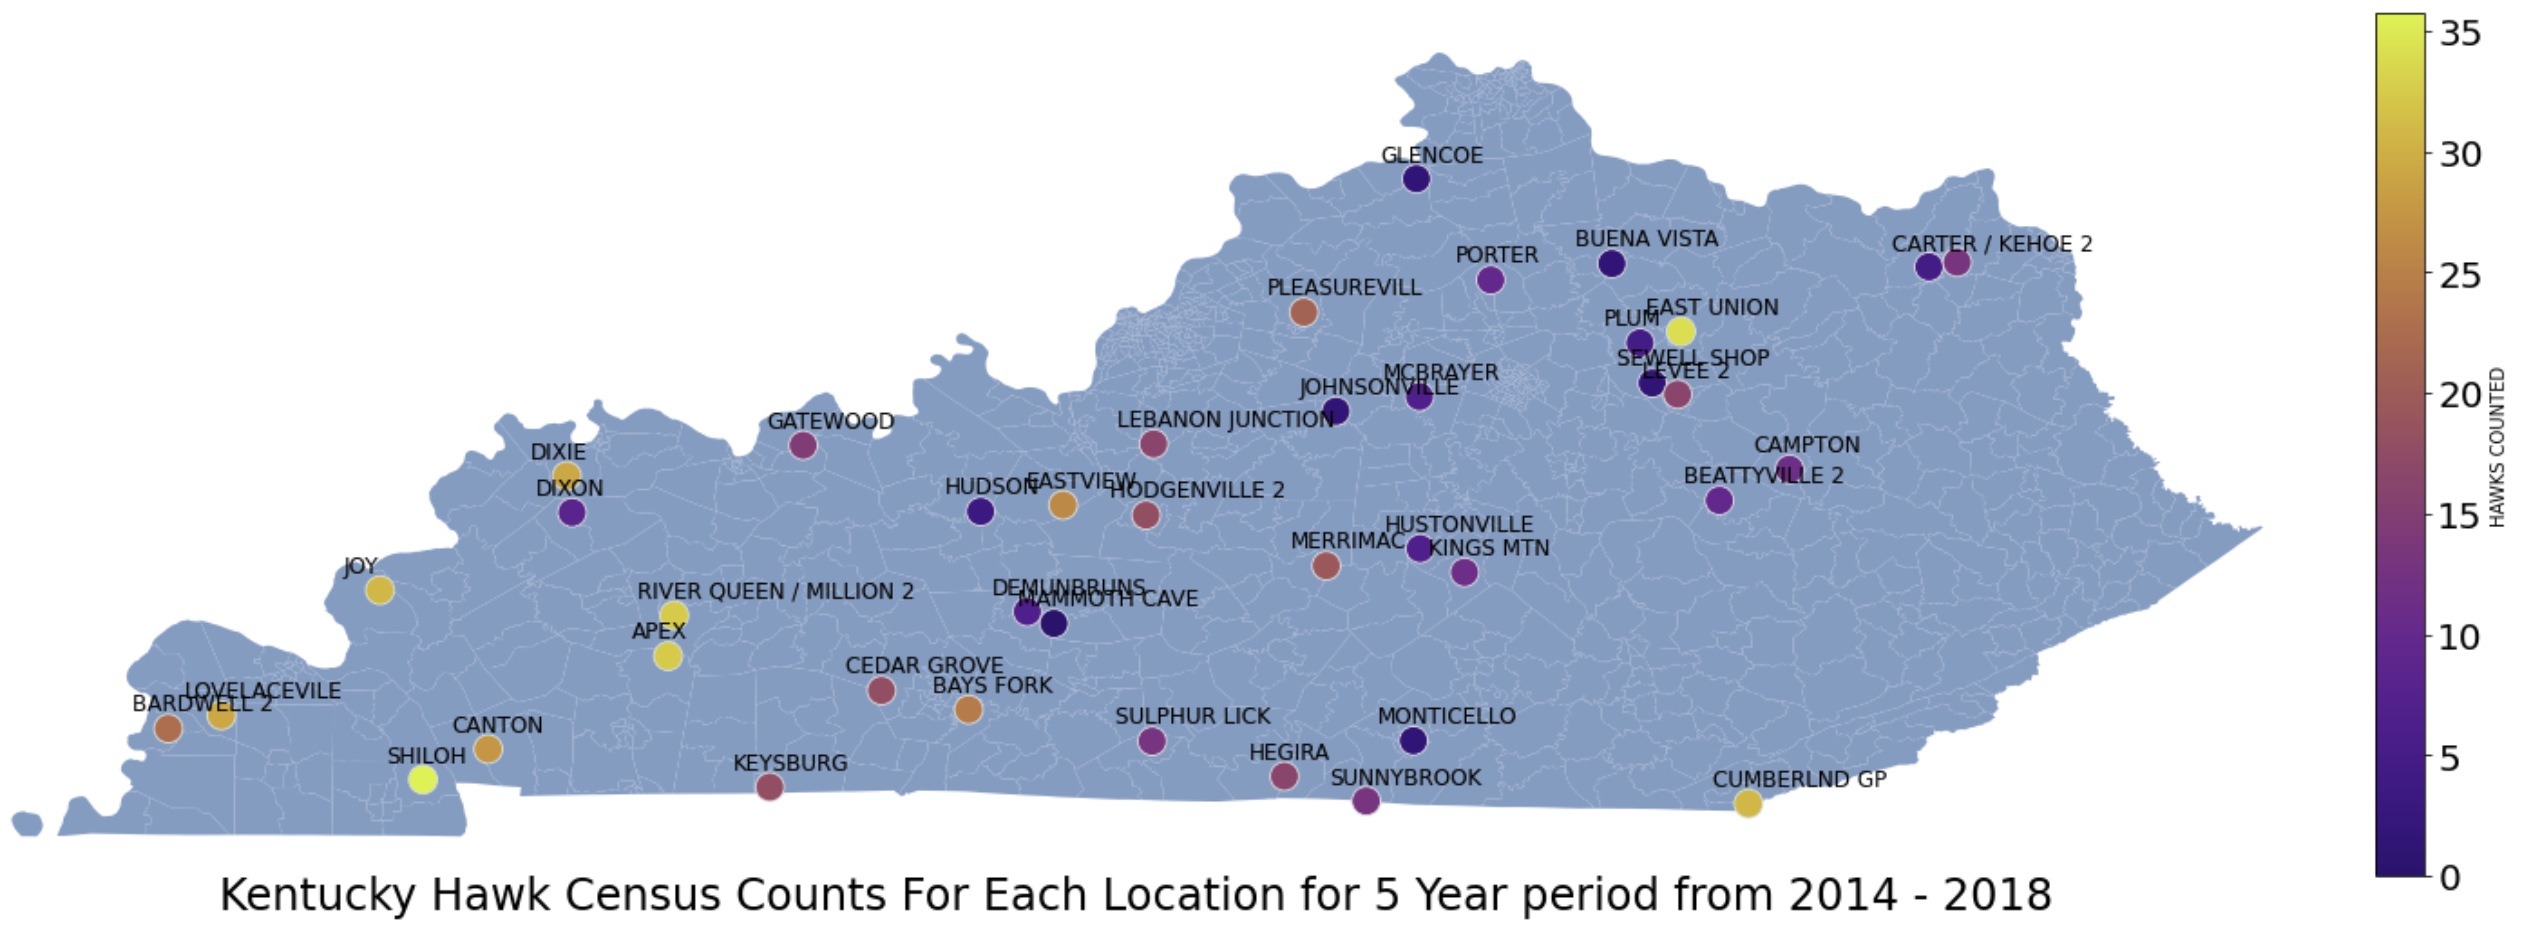 35
30
25
20
15
10
5
0
HAWKS COUNTED
GLENCOE
BUENA VISTA
CARTER / KEHOE 2
PORTER
PLEASUREVILL
EAST UNION
PLUM
SEWELL SHOP
LEVEE 2
MCBRAYER
JOHNSONVILLE
GATEWOOD
LEBANON JUNCTION
CAMPTON
DIXIE
BEATTYVILLE 2
EASTVIEW
HUDSON
DIXON
HODGENVILLE 2
HUSTONVILLE
MERRIMAC
KINGS MTN
JOY
RIVER QUEEN / MILLION 2
DEMUNBRUNS
MAMMOTH CAVE
APEX
CEDAR GROVE
BAYS FORK
LOVELACEVILE
BARDWELL 2
SULPHUR LICK
MONTICELLO
CANTON
HEGIRA
SHILOH
KEYSBURG
SUNNYBROOK
CUMBERLND GP
Kentucky Hawk Census Counts For Each Location for 5 Year period from 2014 - 2018